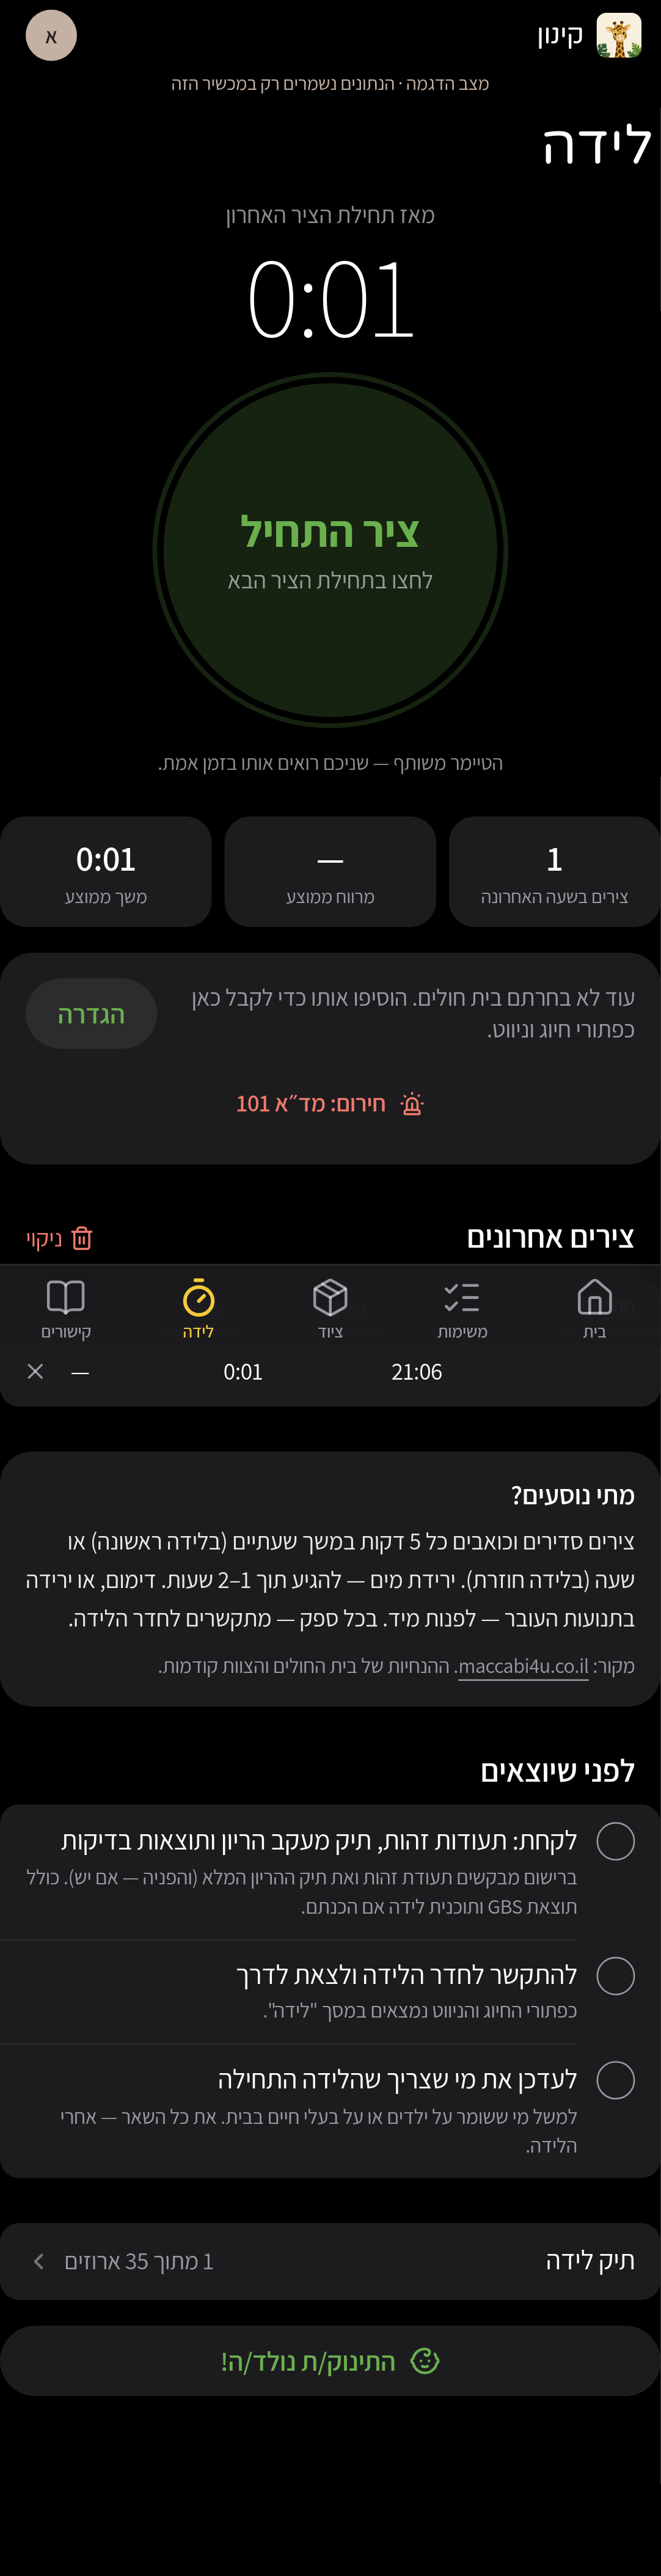 קינון
א
מצב הדגמה · הנתונים נשמרים רק במכשיר הזה
לידה
מאז תחילת הציר האחרון
0:01
ציר התחיל
לחצו בתחילת הציר הבא
הטיימר משותף — שניכם רואים אותו בזמן אמת.
1
צירים בשעה האחרונה
—
מרווח ממוצע
0:01
משך ממוצע
עוד לא בחרתם בית חולים. הוסיפו אותו כדי לקבל כאן
כפתורי חיוג וניווט.
הגדרה
חירום: מד״א 101
צירים אחרונים
ניקוי
בית
משימות
ציוד
לידה
קישורים
21:06
0:01
—
מתי נוסעים?
צירים סדירים וכואבים כל 5 דקות במשך שעתיים (בלידה ראשונה) או
שעה (בלידה חוזרת). ירידת מים — להגיע תוך 1–2 שעות. דימום, או ירידה
בתנועות העובר — לפנות מיד. בכל ספק — מתקשרים לחדר הלידה.
מקור: maccabi4u.co.il. ההנחיות של בית החולים והצוות קודמות.
לפני שיוצאים
לקחת: תעודות זהות, תיק מעקב הריון ותוצאות בדיקות
ברישום מבקשים תעודת זהות ואת תיק ההריון המלא (והפניה — אם יש). כולל
תוצאת GBS ותוכנית לידה אם הכנתם.
להתקשר לחדר הלידה ולצאת לדרך
כפתורי החיוג והניווט נמצאים במסך "לידה".
לעדכן את מי שצריך שהלידה התחילה
למשל מי ששומר על ילדים או על בעלי חיים בבית. את כל השאר — אחרי
הלידה.
תיק לידה
1 מתוך 35 ארוזים
התינוק/ת נולד/ה!